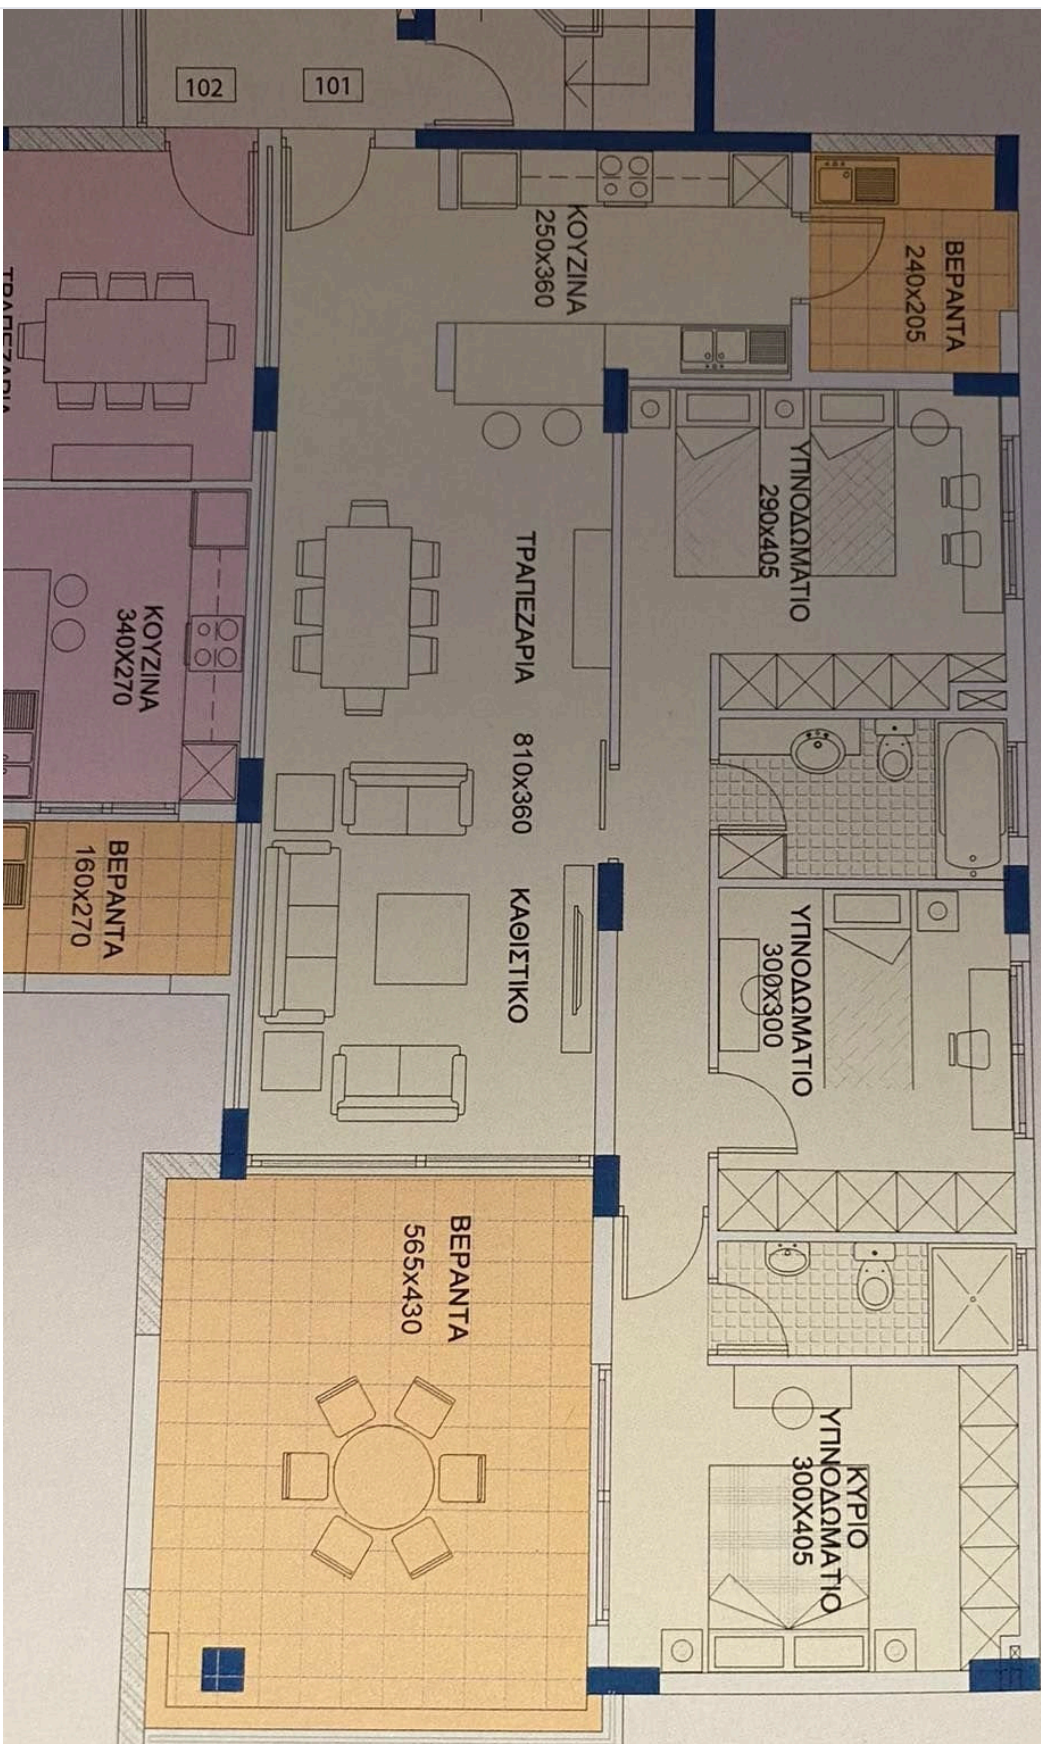 102
101
ΚΟΥΖΙΝΑ
250x360
ΒΕΡΑΝΤΑ
240x205
ΤΡΑΠΕΖΑΡΙΑ
ΥΠΝΟΔΩΜΑΤΙΟ
290x405
ΚΟΥΖΙΝΑ
340X270
ΤΡΑΠΕΖΑΡΙΑ 810x360 ΚΑΘΙΣΤΙΚΟ
ΒΕΡΑΝΤΑ
160x270
ΥΠΝΟΔΩΜΑΤΙΟ
300x300
ΒΕΡΑΝΤΑ
565x430
ΚΥΡΙΟ
ΥΠΝΟΔΩΜΑΤΙΟ
300X405